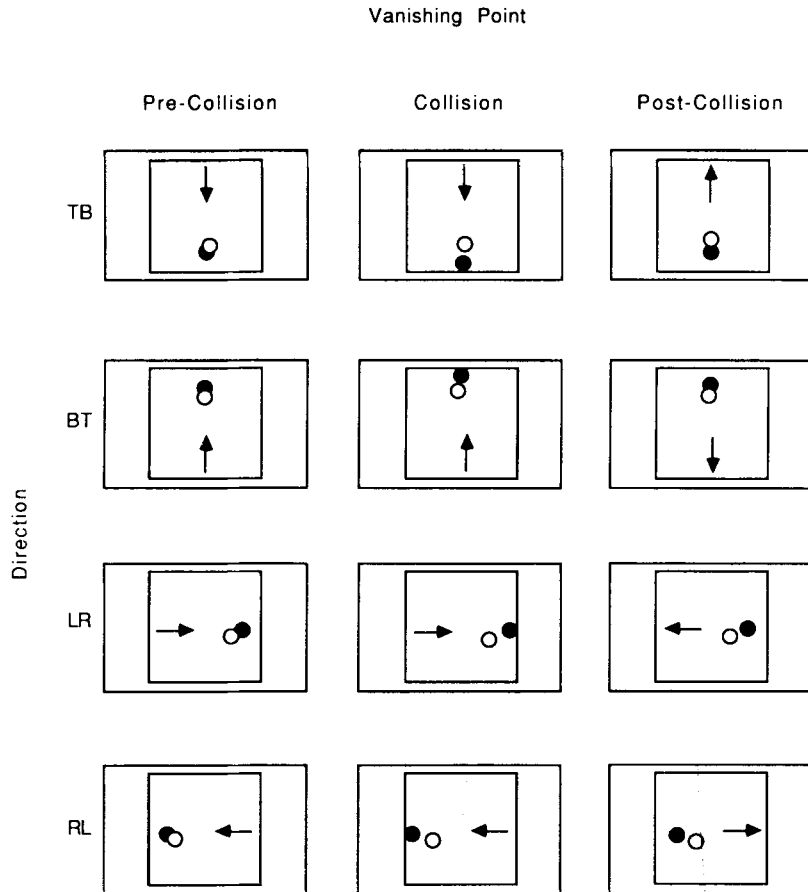 Vanishing Point
Pre-Collision Collision Post-Collision
TB
BT
Direction
LR
RL